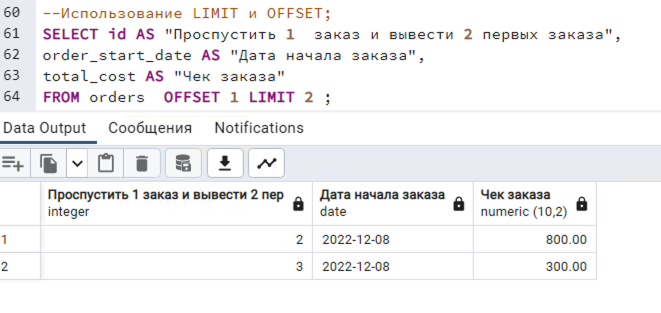 60 --Использование LIMIT и OFFSET;
61 SELECT id AS "Проспустить 1  заказ и вывести 2 первых заказа",
62 order_start_date AS "Дата начала заказа",
63 total_cost AS "Чек заказа"
64 FROM orders  OFFSET 1 LIMIT 2 ;
Data Output Сообщения Notifications
Проспустить 1 заказ и вывести 2 пер Дата начала заказа Чек заказа
integer date numeric (10,2)
1 2 2022-12-08 800.00
2 3 2022-12-08 300.00